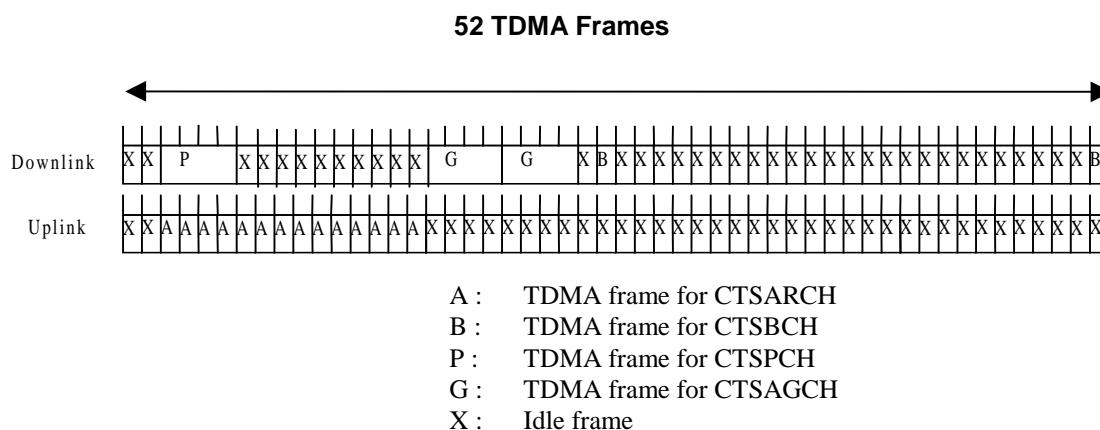 52 TDMA Frames
Downlink X X P X X X X X X X X X X G G X B X X X X X X X X X X X X X X X X X X X X X X X X X B
Uplink X X A A A A A A A A A A A A A A X X X X X X X X X X X X X X X X X X X X X X X X X X X X X X X X X X X X
A : TDMA frame for CTSARCH
B : TDMA frame for CTSBCH
P : TDMA frame for CTSPCH
G : TDMA frame for CTSAGCH
X : Idle frame